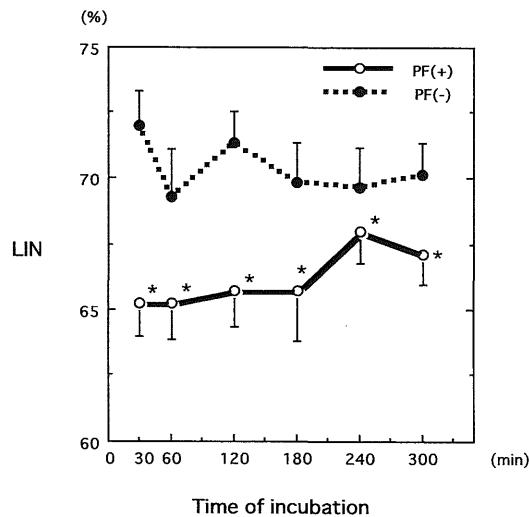 (%)
75
PF(+)
PF(-)
70
LIN
*
*
*
*
*
*
65
60
0 30 60 120 180 240 300 (min)
Time of incubation